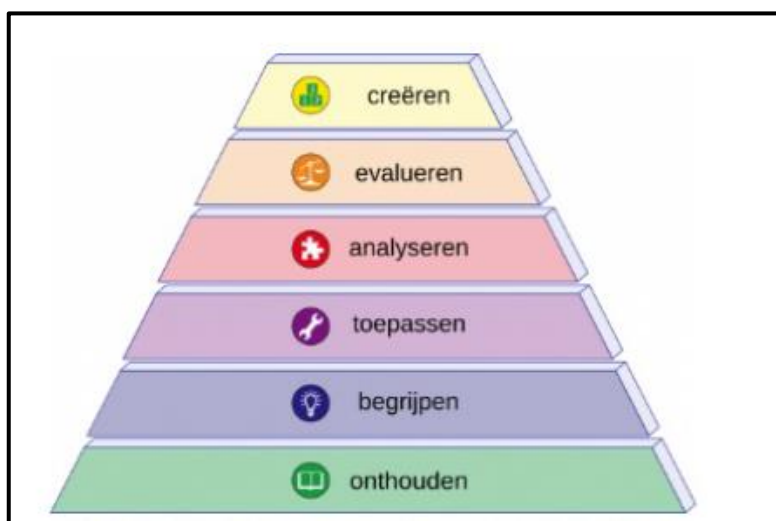 creëren
evalueren
analyseren
toepassen
begrijpen
onthouden